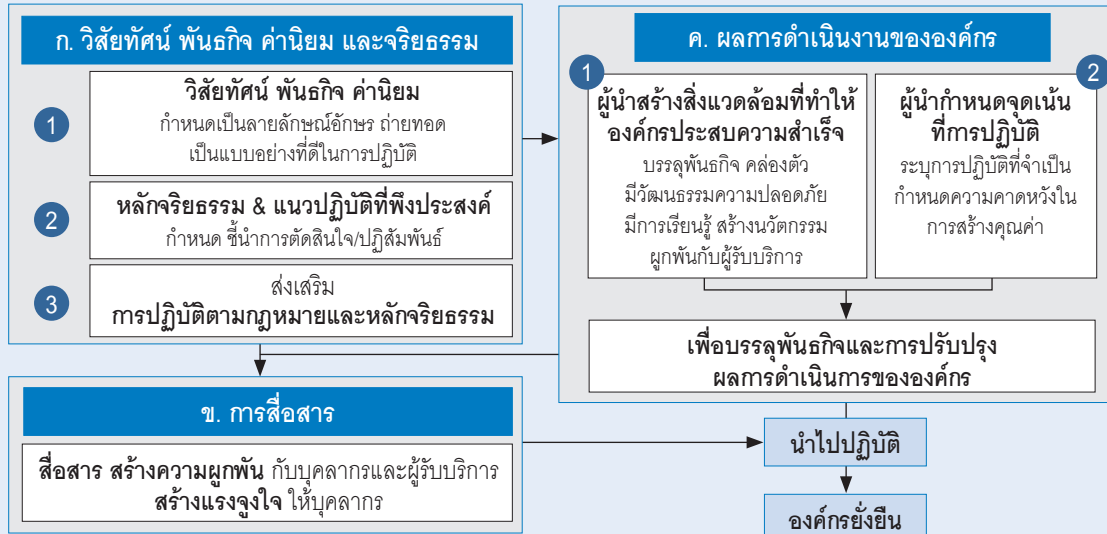 ก. วิสัยทัศน์ พันธกิจ ค่านิยม และจริยธรรม
1
วิสัยทัศน์ พันธกิจ ค่านิยม
กำหนดเป็นลายลักษณ์อักษร ถ่ายทอด
เป็นแบบอย่างที่ดีในการปฏิบัติ
2
หลักจริยธรรม & แนวปฏิบัติที่พึงประสงค์
กำหนด ชี้นำการตัดสินใจ/ปฏิสัมพันธ์
3
ส่งเสริม
การปฏิบัติตามกฎหมายและหลักจริยธรรม
ค. ผลการดำเนินงานขององค์กร
1
ผู้นำสร้างสิ่งแวดล้อมที่ทำให้
องค์กรประสบความสำเร็จ
บรรลุพันธกิจ คล่องตัว
มีวัฒนธรรมความปลอดภัย
มีการเรียนรู้ สร้างนวัตกรรม
ผูกพันกับผู้รับบริการ
2
ผู้นำกำหนดจุดเน้น
ที่การปฏิบัติ
ระบุการปฏิบัติที่จำเป็น
กำหนดความคาดหวังใน
การสร้างคุณค่า
เพื่อบรรลุพันธกิจและการปรับปรุง
ผลการดำเนินการขององค์กร
ข. การสื่อสาร
สื่อสาร สร้างความผูกพัน กับบุคลากรและผู้รับบริการ
สร้างแรงจูงใจ ให้บุคลากร
นำไปปฏิบัติ
องค์กรยั่งยืน